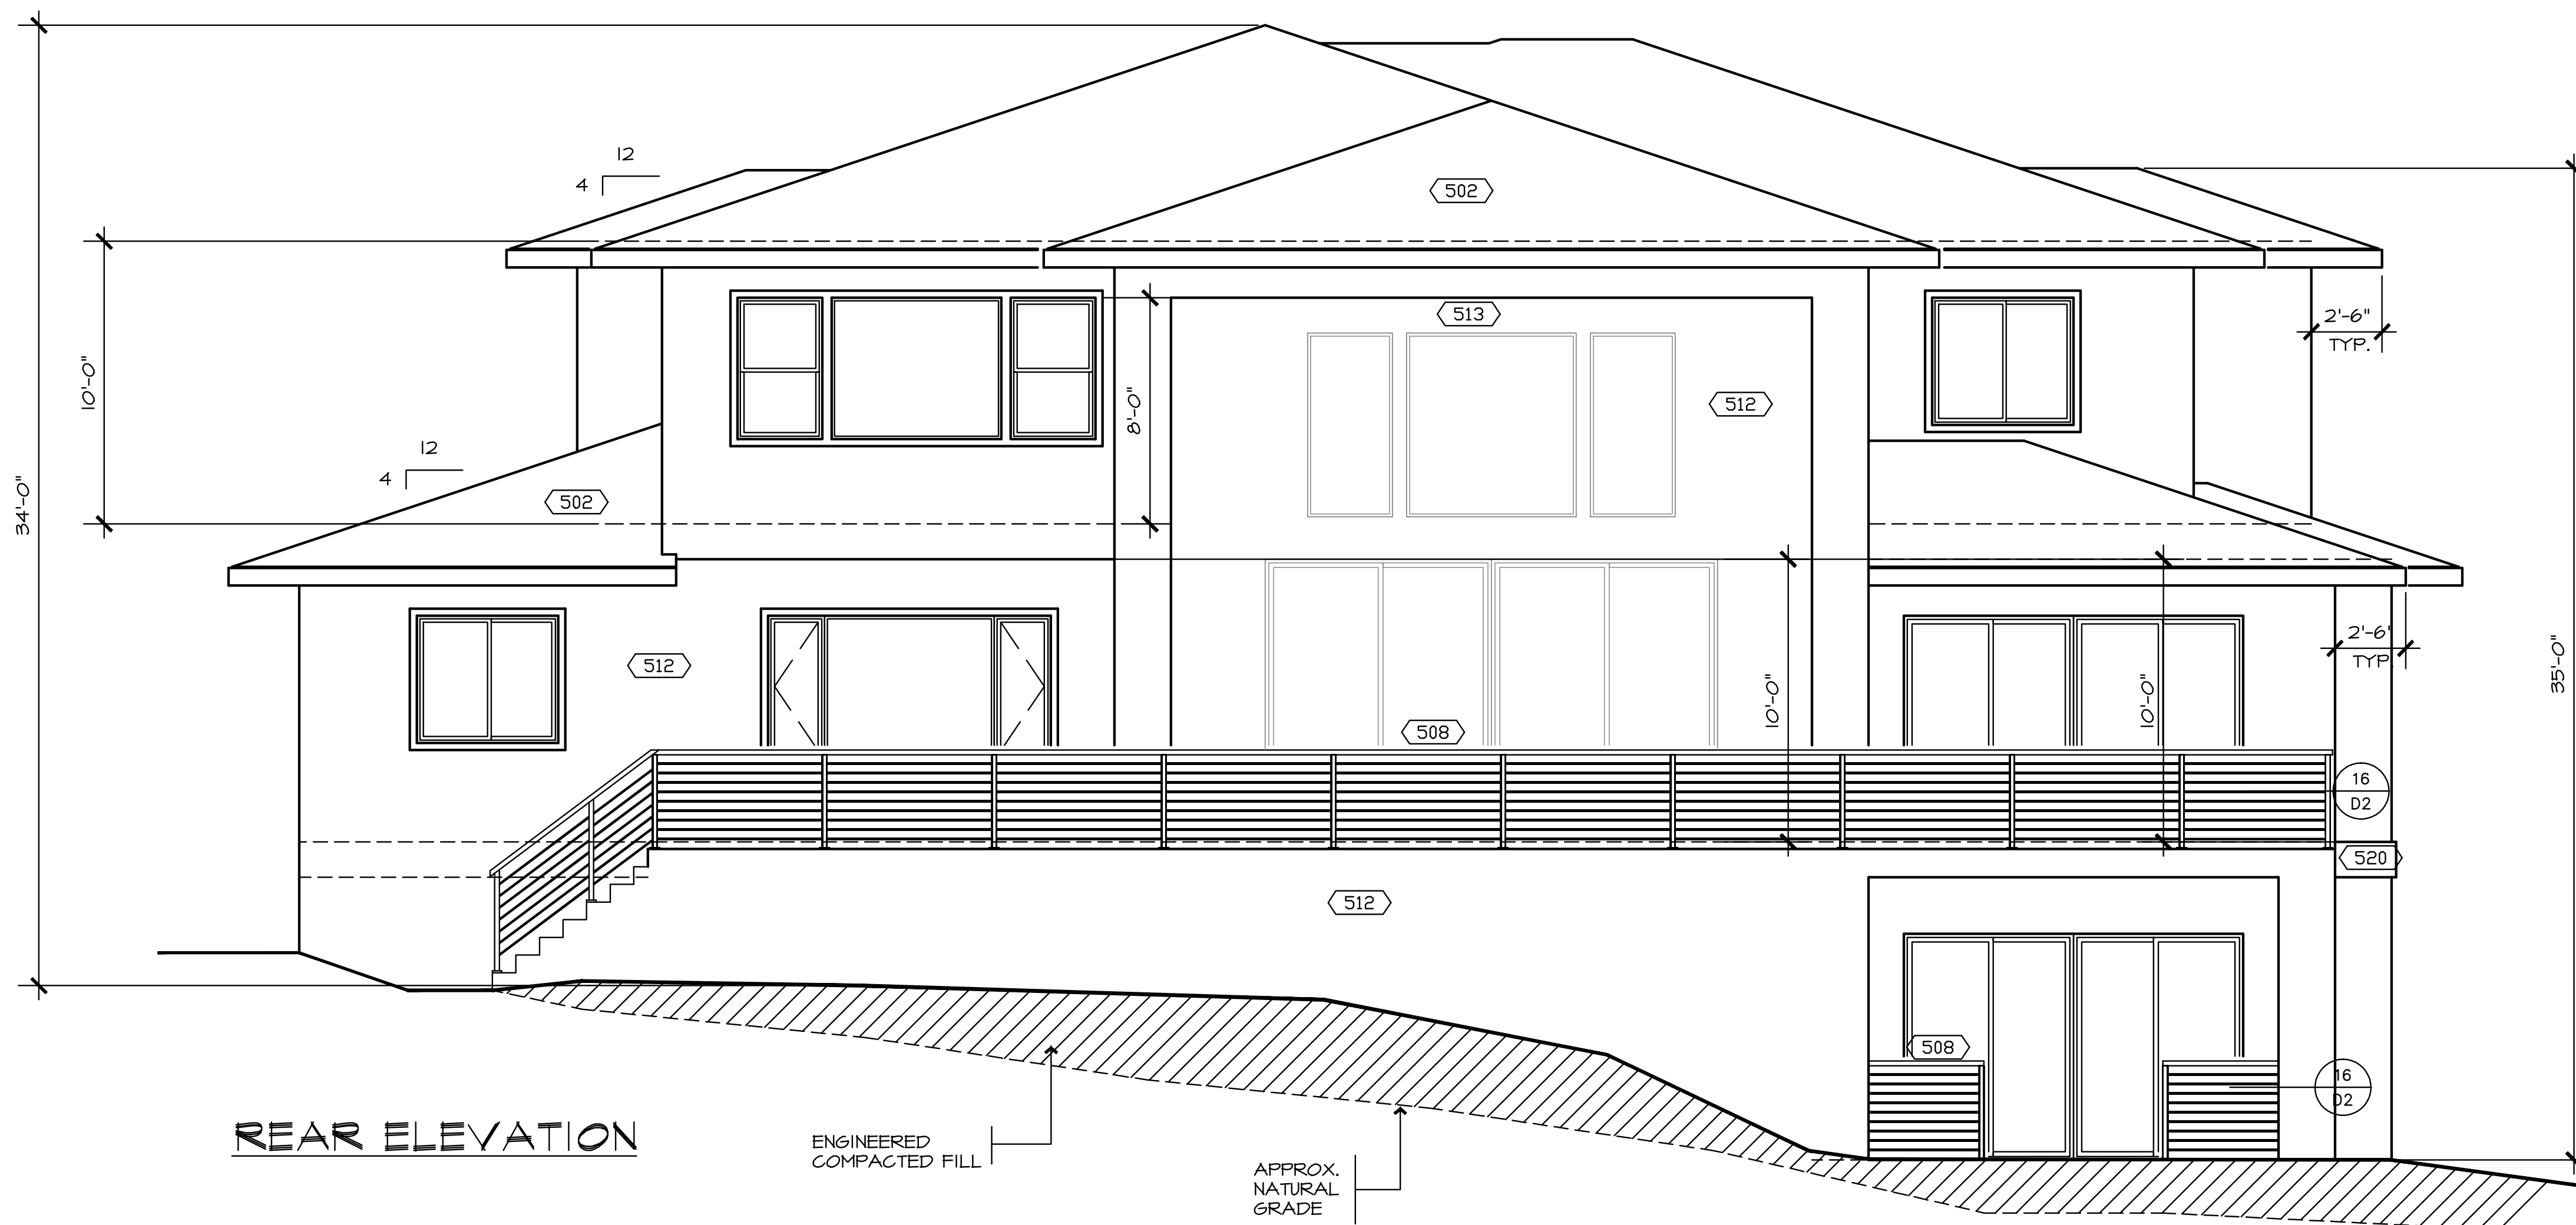 12
4
502
2'-6"
TYP.
513
10'-0"
512
8'-0"
12
4
34'-0"
502
2'-6"
TYP
512
35'-0"
10'-0"
10'-0"
508
16
D2
520
512
508
16
D2
REAR ELEVATION
ENGINEERED
COMPACTED FILL
APPROX.
NATURAL
GRADE